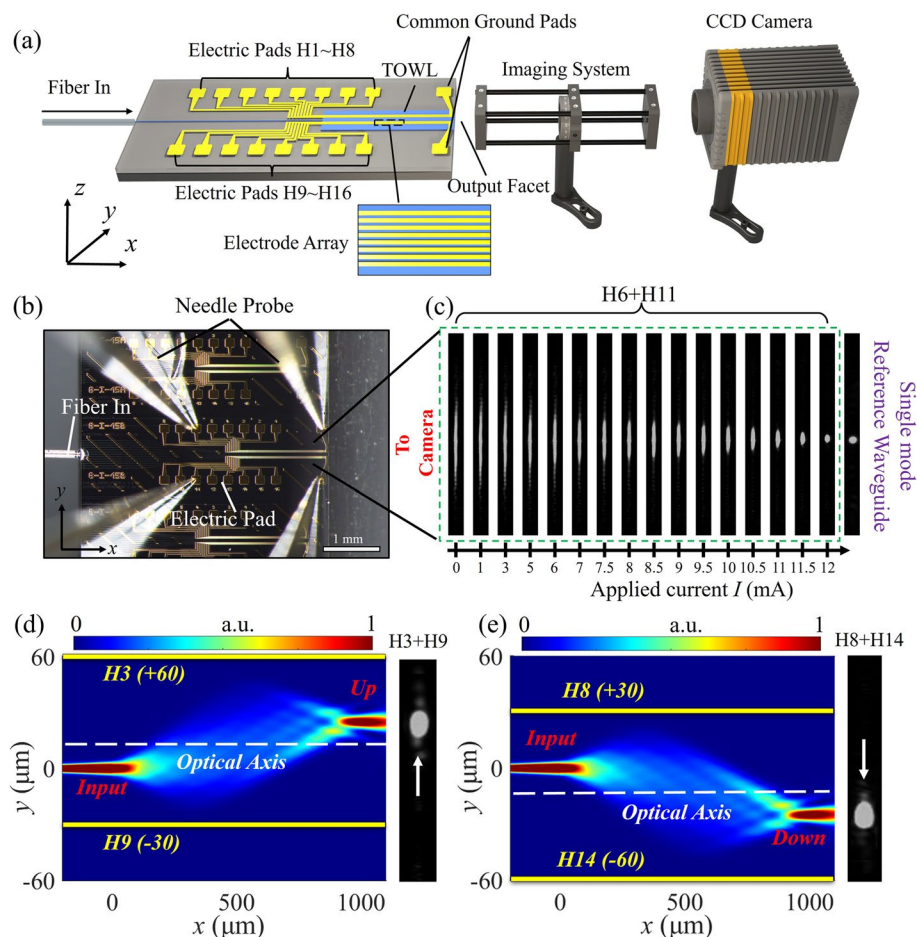 (a)
Electric Pads H1~H8
Common Ground Pads
CCD Camera
TOWL
Imaging System
Fiber In
Output Facet
Electric Pads H9~H16
z
y
x
Electrode Array
(b)
Needle Probe
Fiber In
Electric Pad
y
x
1 mm
(c)
H6+H11
To
Camera
Single mode
Reference Waveguide
0 1 3 5 6 7 7.5 8 8.5 9 9.5 10 10.5 11 11.5 12
Applied current I (mA)
(d)
0 a.u. 1
H3+H9
60
H3 (+60)
Up
0
Optical Axis
Input
H9 (-30)
-60
y (μm)
0 500 1000
x (μm)
(e)
0 a.u. 1
H8+H14
60
H8 (+30)
Input
0
Optical Axis
Down
H14 (-60)
-60
y (μm)
0 500 1000
x (μm)